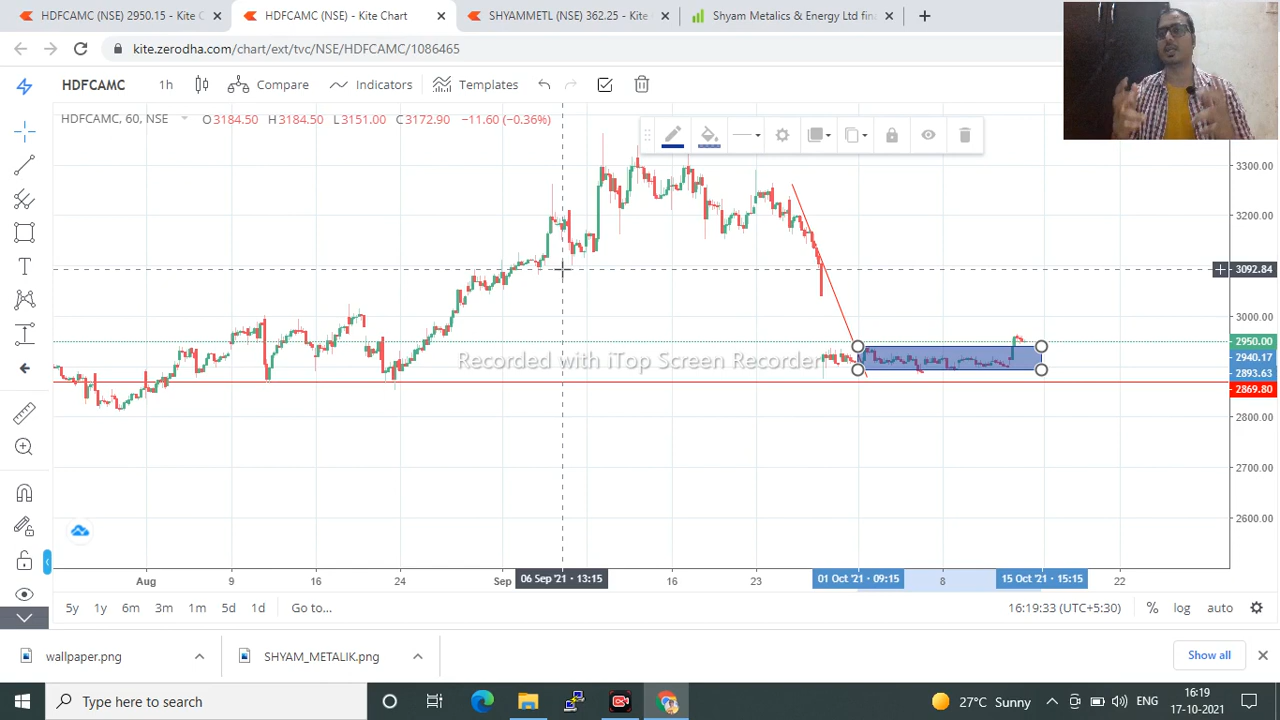 HDFCAMC (NSE) 2950.15 - Kite C
HDFCAMC (NSE) - Kite Chart
SHYAMMETL (NSE) 362.25 - Kite
Shyam Metalics & Energy Ltd fin
kite.zerodha.com/chart/ext/tvc/NSE/HDFCAMC/1086465
HDFCAMC 1h Compare Indicators Templates
HDFCAMC, 60, NSE O3184.50 H3184.50 L3151.00 C3172.90 −11.60 (−0.36%)
3300.00
3200.00
3092.84
3000.00
2950.00
2940.17
2893.63
2869.80
2800.00
2700.00
2600.00
Recorded with iTop Screen Recorder
Aug 9 16 24 Sep 06 Sep '21 · 13:15 16 23 01 Oct '21 · 09:15 8 15 Oct '21 · 15:15 22
5y 1y 6m 3m 1m 5d 1d Go to... 16:19:33 (UTC+5:30) % log auto
wallpaper.png
SHYAM_METALIK.png
Show all
Type here to search
27°C Sunny
ENG
16:19
17-10-2021